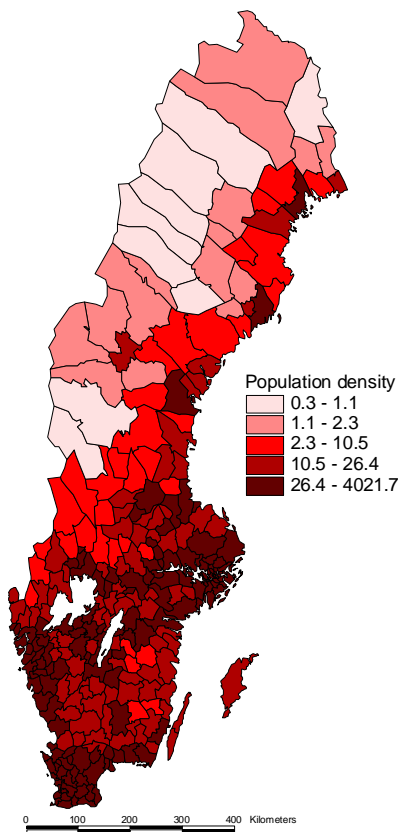 Population density
0.3 - 1.1
1.1 - 2.3
2.3 - 10.5
10.5 - 26.4
26.4 - 4021.7
0 100 200 300 400 Kilometers